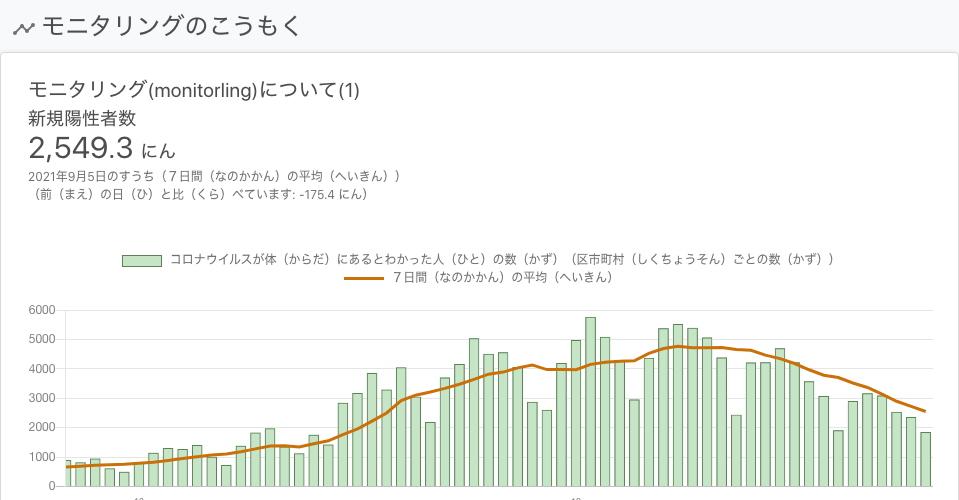 モニタリングのこうもく
モニタリング(monitorling)について(1)
新規陽性者数
2,549.3 にん
2021年9月5日のすうち（７日間（なのかかん）の平均（へいきん））
（前（まえ）の日（ひ）と比（くら）べています: -175.4 にん）
コロナウイルスが体（からだ）にあるとわかった人（ひと）の数（かず）（区市町村（しくちょうそん）ごとの数（かず））
７日間（なのかかん）の平均（へいきん）
6000
5000
4000
3000
2000
1000
0